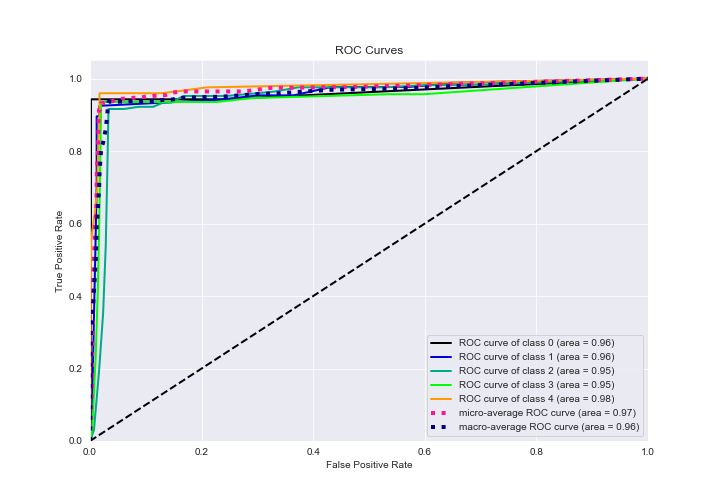 ROC Curves
True Positive Rate
1.0
0.8
0.6
0.4
0.2
0.0
ROC curve of class 0 (area = 0.96)
ROC curve of class 1 (area = 0.96)
ROC curve of class 2 (area = 0.95)
ROC curve of class 3 (area = 0.95)
ROC curve of class 4 (area = 0.98)
micro-average ROC curve (area = 0.97)
macro-average ROC curve (area = 0.96)
0.0 0.2 0.4 0.6 0.8 1.0
False Positive Rate